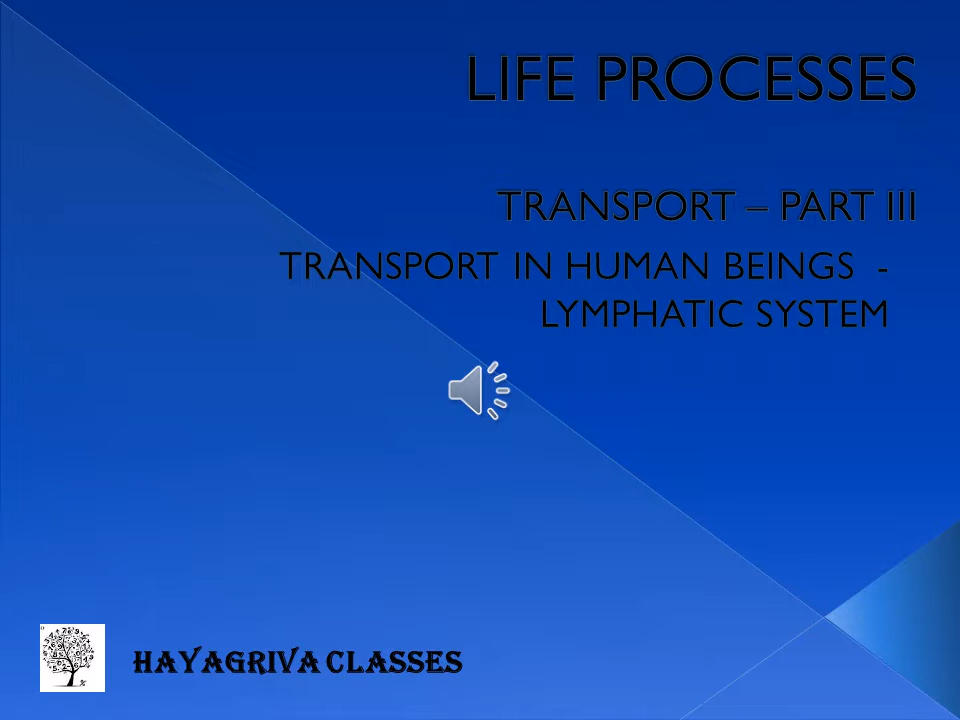 LIFE PROCESSES
TRANSPORT – PART III
TRANSPORT IN HUMAN BEINGS -
LYMPHATIC SYSTEM
HAYAGRIVA CLASSES